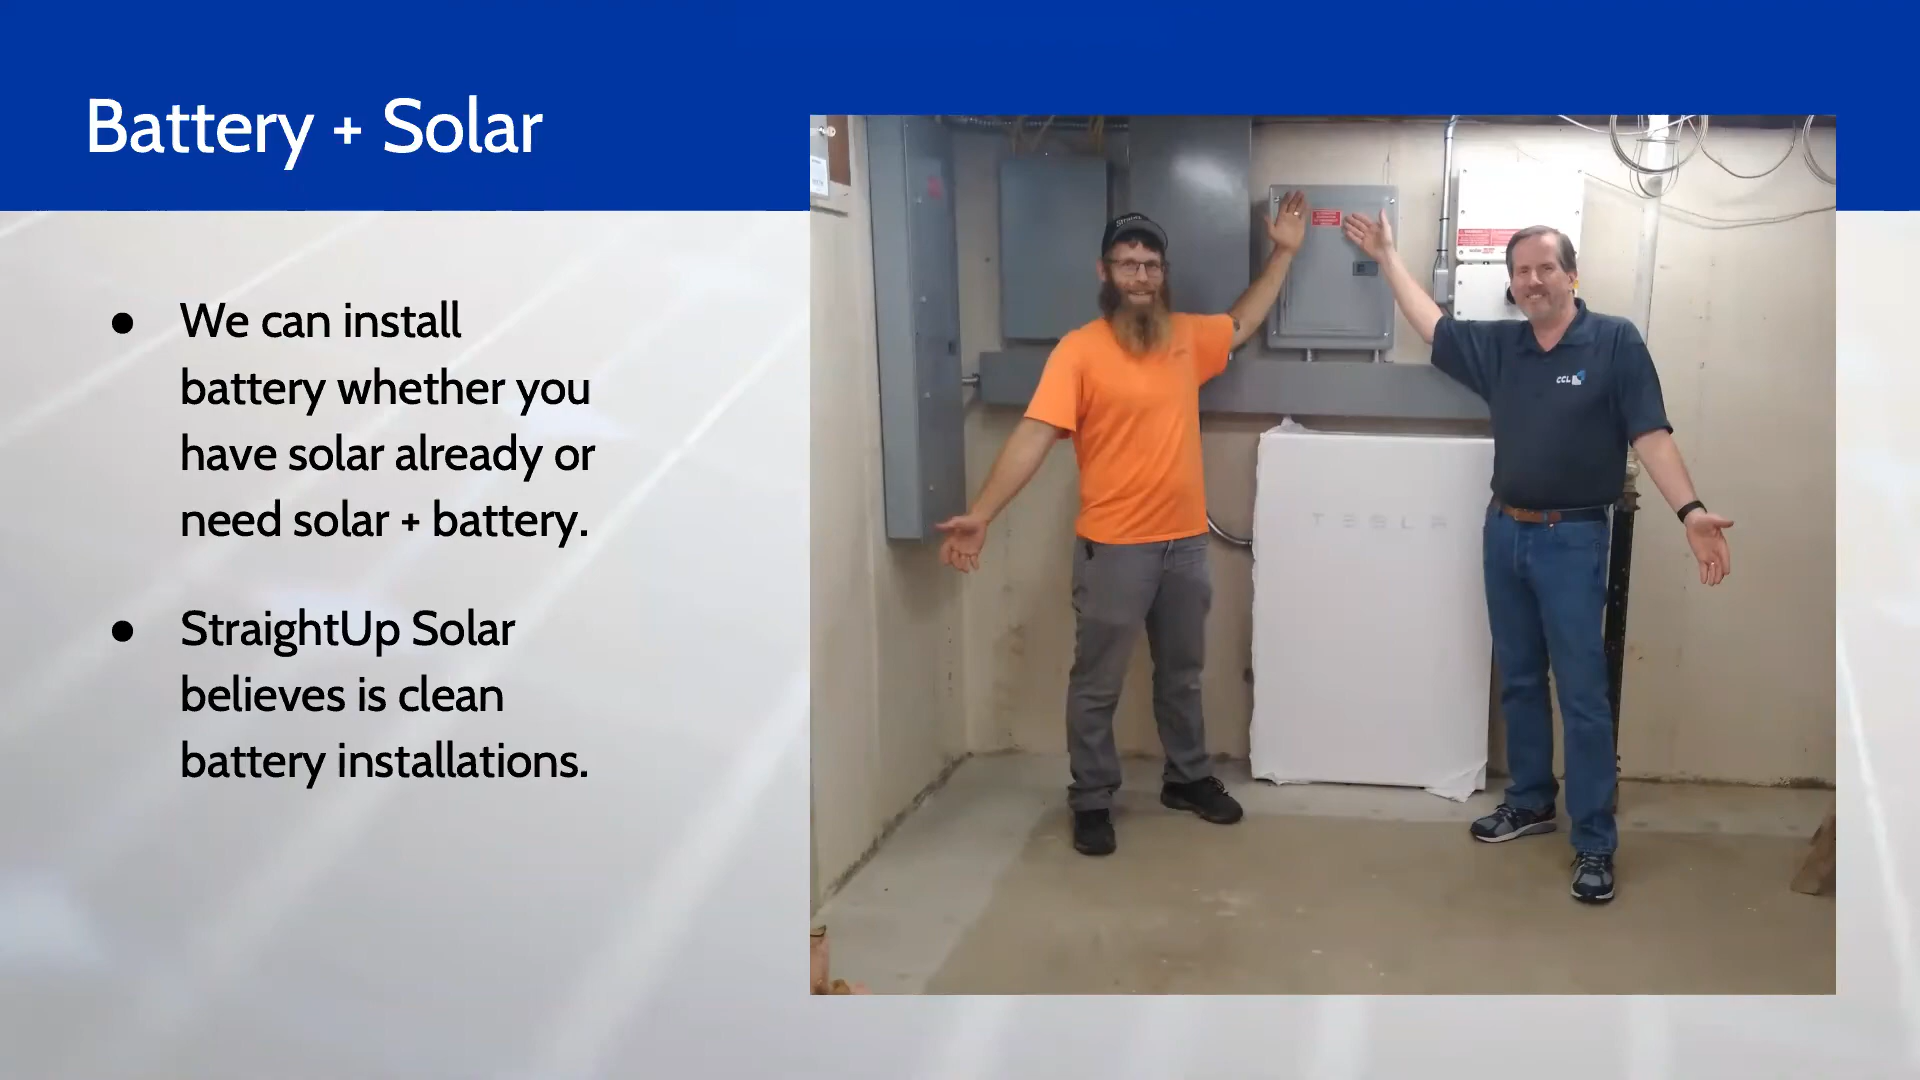 Battery + Solar
● We can install
battery whether you
have solar already or
need solar + battery.
● StraightUp Solar
believes is clean
battery installations.
TESLA
CCL